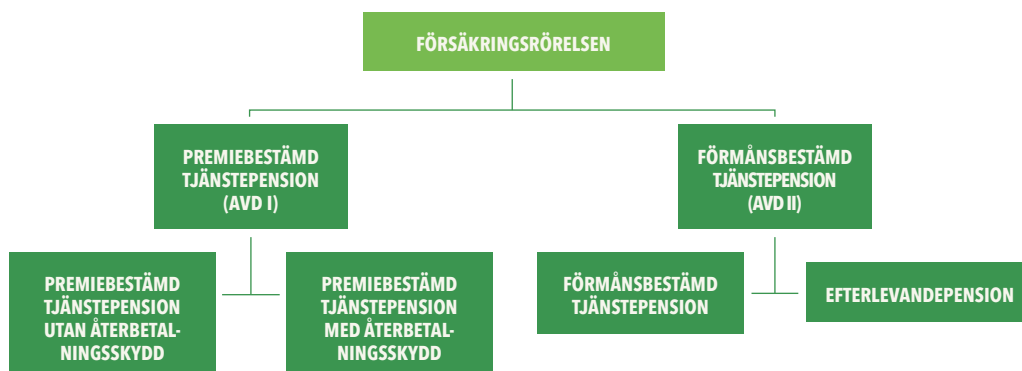 FÖRSÄKRINGSRÖRELSEN
PREMIEBESTÄMD
TJÄNSTEPENSION
(AVD I)
FÖRMÅNSBESTÄMD
TJÄNSTEPENSION
(AVD II)
PREMIEBESTÄMD
TJÄNSTEPENSION
UTAN ÅTERBETAL-
NINGSSKYDD
PREMIEBESTÄMD
TJÄNSTEPENSION
MED ÅTERBETAL-
NINGSSKYDD
FÖRMÅNSBESTÄMD
TJÄNSTEPENSION
EFTERLEVANDEPENSION